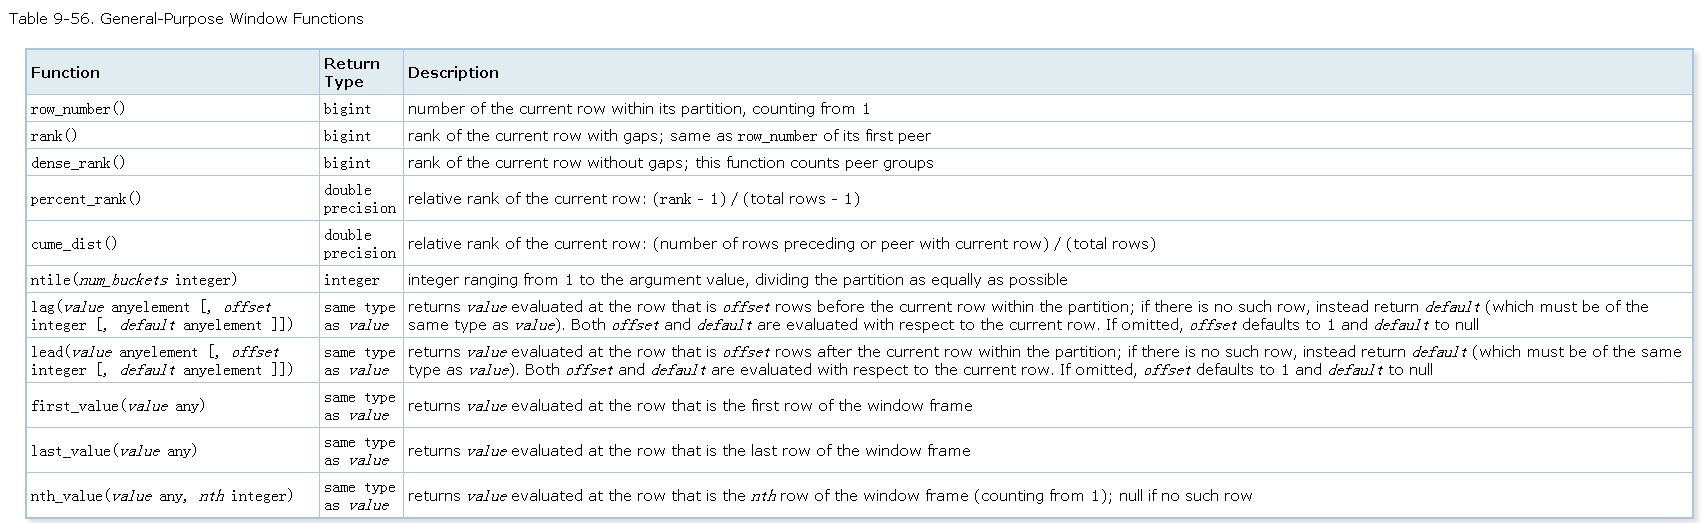 Table 9-56. General-Purpose Window Functions
Function
Return
Type
Description
row_number()
bigint
number of the current row within its partition, counting from 1
rank()
bigint
rank of the current row with gaps; same as row_number of its first peer
dense_rank()
bigint
rank of the current row without gaps; this function counts peer groups
percent_rank()
double
precision
relative rank of the current row: (rank - 1) / (total rows - 1)
cume_dist()
double
precision
relative rank of the current row: (number of rows preceding or peer with current row) / (total rows)
ntile(num_buckets integer)
integer
integer ranging from 1 to the argument value, dividing the partition as equally as possible
lag(value anyelement [, offset
integer [, default anyelement ]])
same type
as value
returns value evaluated at the row that is offset rows before the current row within the partition; if there is no such row, instead return default (which must be of the
same type as value). Both offset and default are evaluated with respect to the current row. If omitted, offset defaults to 1 and default to null
lead(value anyelement [, offset
integer [, default anyelement ]])
same type
as value
returns value evaluated at the row that is offset rows after the current row within the partition; if there is no such row, instead return default (which must be of the same
type as value). Both offset and default are evaluated with respect to the current row. If omitted, offset defaults to 1 and default to null
first_value(value any)
same type
as value
returns value evaluated at the row that is the first row of the window frame
last_value(value any)
same type
as value
returns value evaluated at the row that is the last row of the window frame
nth_value(value any, nth integer)
same type
as value
returns value evaluated at the row that is the nth row of the window frame (counting from 1); null if no such row